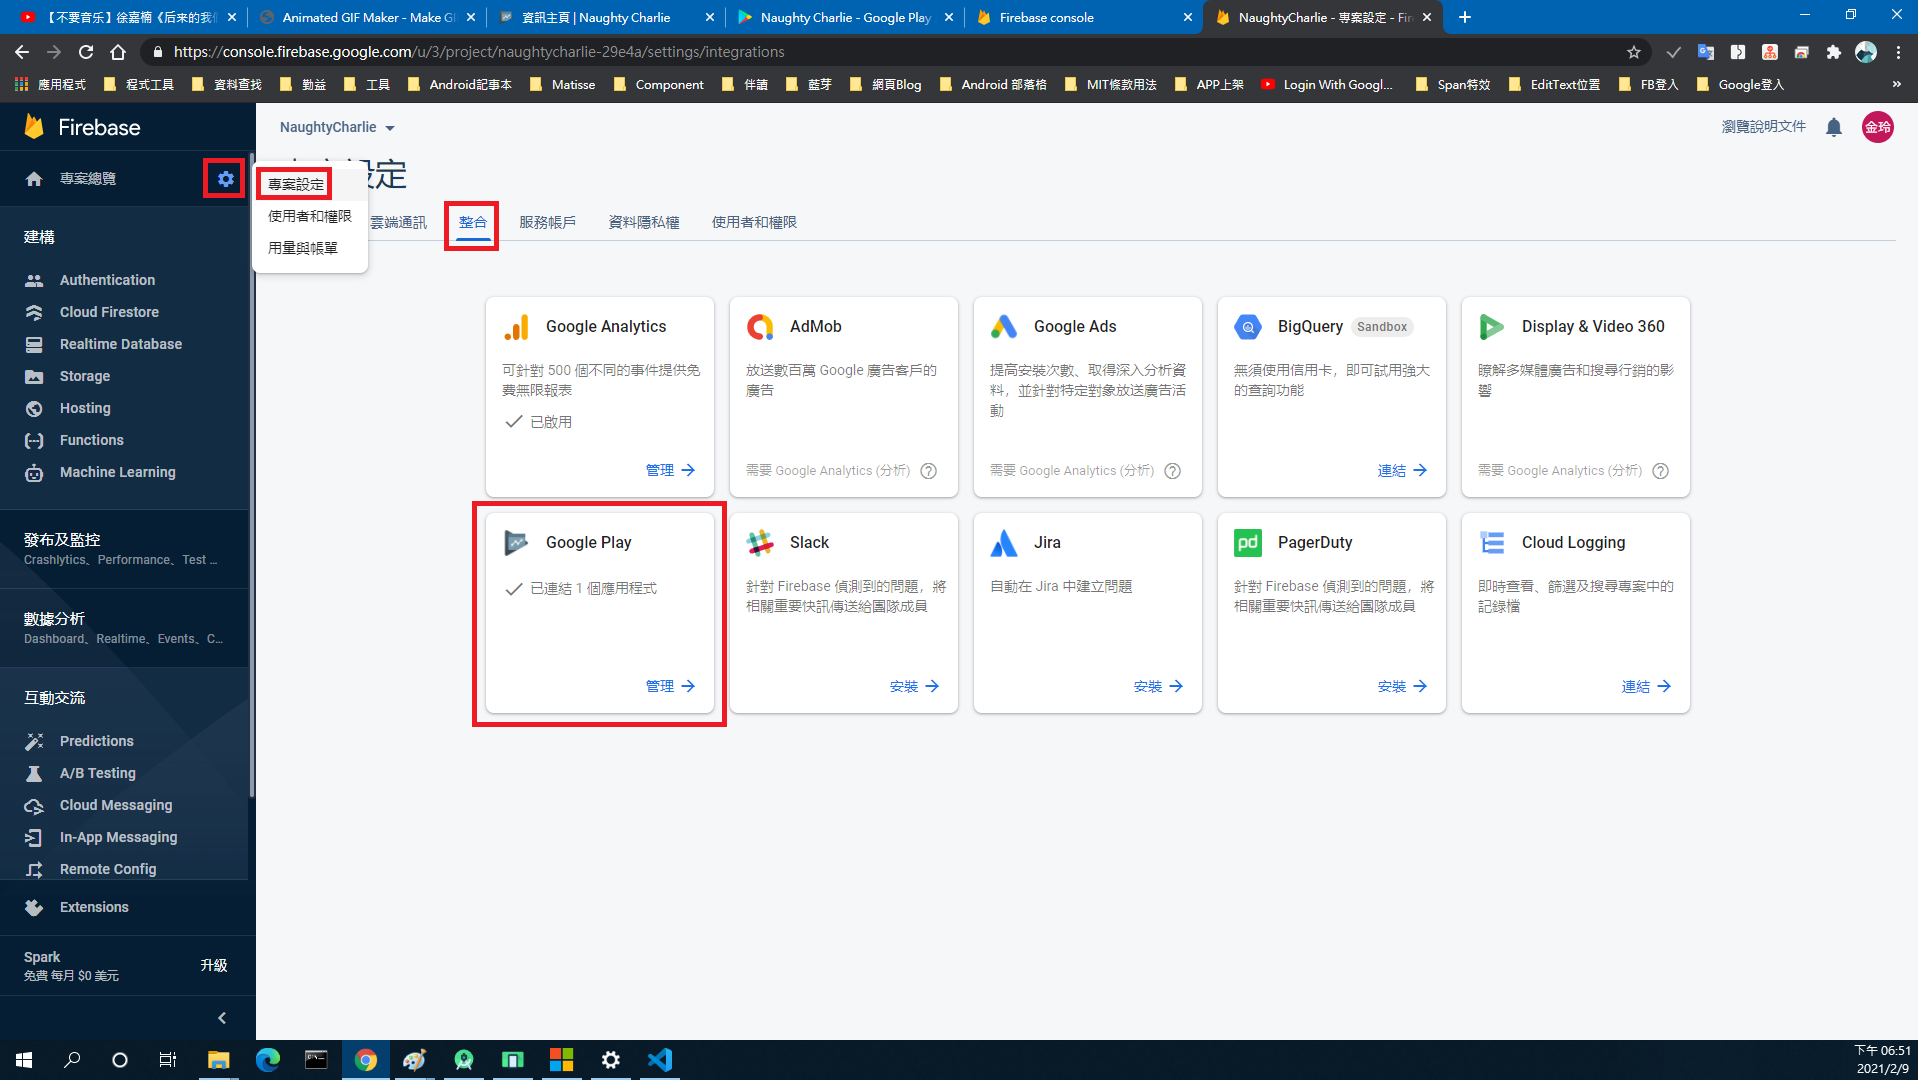 【不要音乐】徐嘉楠《后来的我们
Animated GIF Maker - Make GI
資訊主頁 | Naughty Charlie
Naughty Charlie - Google Play
Firebase console
NaughtyCharlie - 專案設定 - Fir
https://console.firebase.google.com/u/3/project/naughtycharlie-29e4a/settings/integrations
應用程式
程式工具
資料查找
勤益
工具
Android記事本
Matisse
Component
伴讀
藍芽
網頁Blog
Android 部落格
MIT條款用法
APP上架
Login With Googl...
Span特效
EditText位置
FB登入
Google登入
»
Firebase
NaughtyCharlie
瀏覽說明文件
金玲
專案總覽
設定
專案設定
使用者和權限
用量與帳單
雲端通訊
整合
服務帳戶
資料隱私權
使用者和權限
建構
Authentication
Cloud Firestore
Realtime Database
Storage
Hosting
Functions
Machine Learning
發布及監控
Crashlytics、Performance、Test ...
數據分析
Dashboard、Realtime、Events、C...
互動交流
Predictions
A/B Testing
Cloud Messaging
In-App Messaging
Remote Config
Extensions
Spark
免費 每月 $0 美元
升級
Google Analytics
可針對 500 個不同的事件提供免
費無限報表
已啟用
管理
AdMob
放送數百萬 Google 廣告客戶的
廣告
需要 Google Analytics (分析)
Google Ads
提高安裝次數、取得深入分析資
料，並針對特定對象放送廣告活
動
需要 Google Analytics (分析)
BigQuery
Sandbox
無須使用信用卡，即可試用強大
的查詢功能
連結
Display & Video 360
瞭解多媒體廣告和搜尋行銷的影
響
需要 Google Analytics (分析)
Google Play
已連結 1 個應用程式
管理
Slack
針對 Firebase 偵測到的問題，將
相關重要快訊傳送給團隊成員
安裝
Jira
自動在 Jira 中建立問題
安裝
PagerDuty
pd
針對 Firebase 偵測到的問題，將
相關重要快訊傳送給團隊成員
安裝
Cloud Logging
即時查看、篩選及搜尋專案中的
記錄檔
連結
下午 06:51
2021/2/9